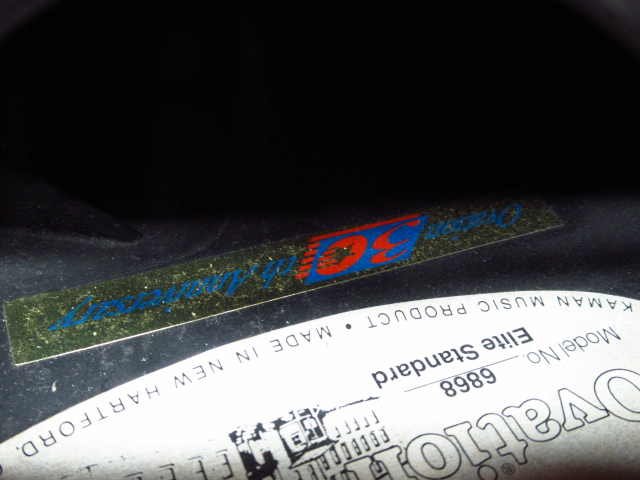 Ovation 30th Anniversary
KAMAN MUSIC PRODUCT • MADE IN NEW HARTFORD,
Model No. 6868
Elite Standard
Ovation®